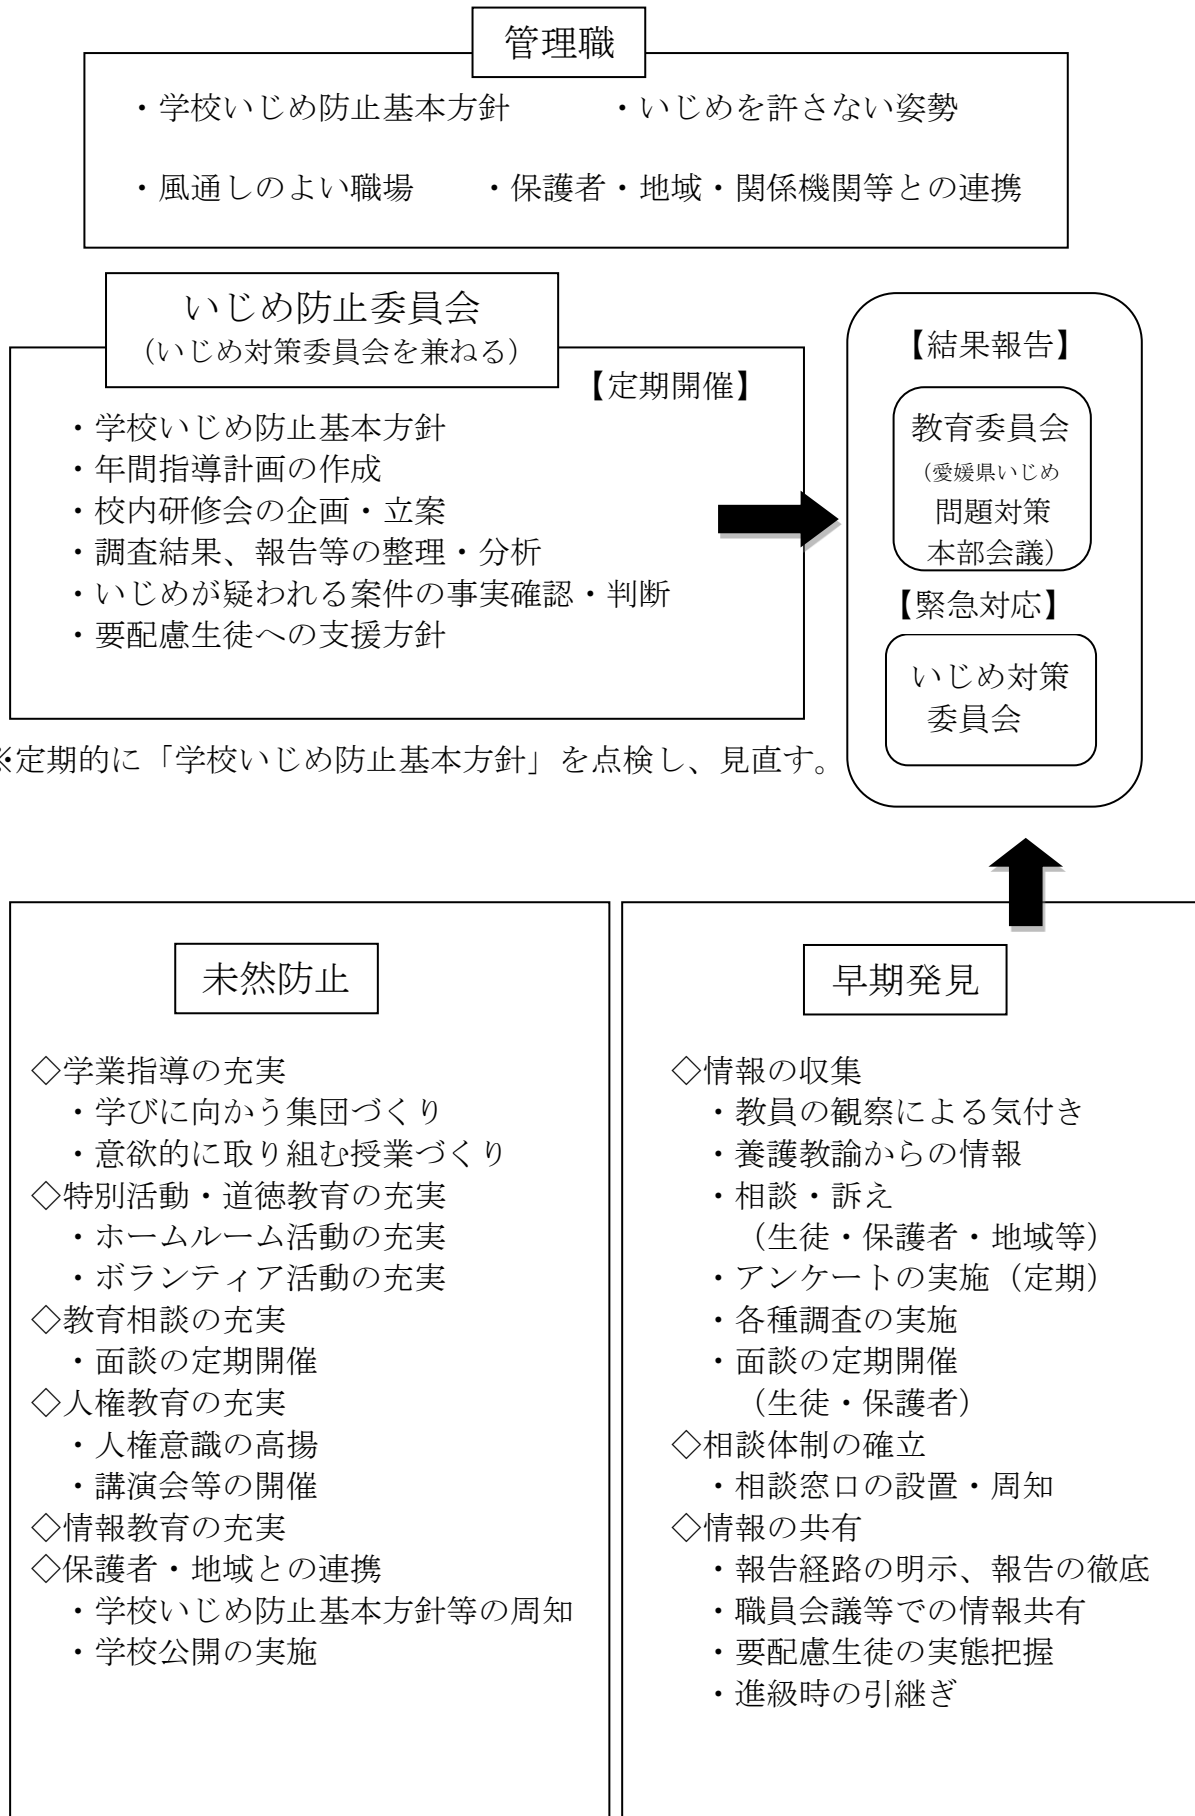 管理職
・学校いじめ防止基本方針　　　・いじめを許さない姿勢
・風通しのよい職場　　・保護者・地域・関係機関等との連携
いじめ防止委員会
（いじめ対策委員会を兼ねる）
【定期開催】
・学校いじめ防止基本方針
・年間指導計画の作成
・校内研修会の企画・立案
・調査結果、報告等の整理・分析
・いじめが疑われる案件の事実確認・判断
・要配慮生徒への支援方針
※定期的に「学校いじめ防止基本方針」を点検し、見直す。
【結果報告】
教育委員会
（愛媛県いじめ
問題対策
本部会議）
【緊急対応】
いじめ対策
委員会
未然防止
◇学業指導の充実
・学びに向かう集団づくり
・意欲的に取り組む授業づくり
◇特別活動・道徳教育の充実
・ホームルーム活動の充実
・ボランティア活動の充実
◇教育相談の充実
・面談の定期開催
◇人権教育の充実
・人権意識の高揚
・講演会等の開催
◇情報教育の充実
◇保護者・地域との連携
・学校いじめ防止基本方針等の周知
・学校公開の実施
早期発見
◇情報の収集
・教員の観察による気付き
・養護教諭からの情報
・相談・訴え
（生徒・保護者・地域等）
・アンケートの実施（定期）
・各種調査の実施
・面談の定期開催
（生徒・保護者）
◇相談体制の確立
・相談窓口の設置・周知
◇情報の共有
・報告経路の明示、報告の徹底
・職員会議等での情報共有
・要配慮生徒の実態把握
・進級時の引継ぎ